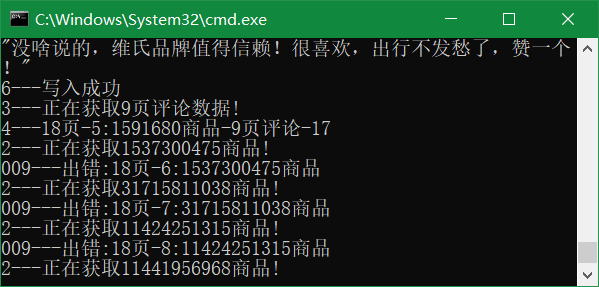 C:\Windows\System32\cmd.exe
"没啥说的，维氏品牌值得信赖！很喜欢，出行不发愁了，赞一个
！"
6---写入成功
3---正在获取9页评论数据!
4---18页-5:1591680商品-9页评论-17
2---正在获取1537300475商品!
009---出错:18页-6:1537300475商品
2---正在获取31715811038商品!
009---出错:18页-7:31715811038商品
2---正在获取11424251315商品!
009---出错:18页-8:11424251315商品
2---正在获取11441956968商品!